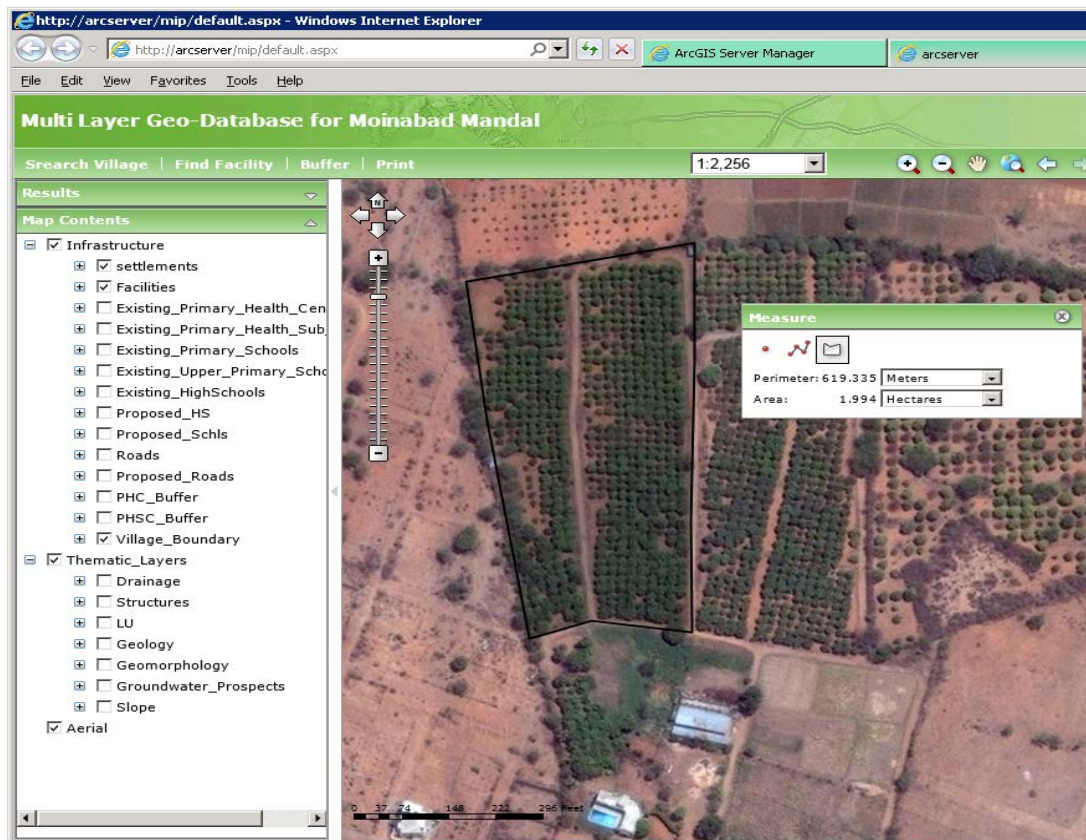 http://arcserver/mip/default.aspx - Windows Internet Explorer
http://arcserver/mip/default.aspx
ArcGIS Server Manager
arcserver
File Edit View Favorites Tools Help
Multi Layer Geo-Database for Moinabad Mandal
Srearch Village | Find Facility | Buffer | Print
1:2,256
Results
Map Contents
Infrastructure
settlements
Facilities
Existing_Primary_Health_Cen
Existing_Primary_Health_Sub_
Existing_Primary_Schools
Existing_Upper_Primary_Scho
Existing_HighSchools
Proposed_HS
Proposed_Schls
Roads
Proposed_Roads
PHC_Buffer
PHSC_Buffer
Village_Boundary
Thematic_Layers
Drainage
Structures
LU
Geology
Geomorphology
Groundwater_Prospects
Slope
Aerial
N
Measure
Perimeter: 619.335 Meters
Area: 1.994 Hectares
0 37 74 148 222 296 Feet